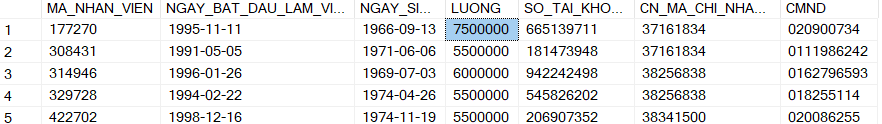 MA_NHAN_VIEN NGAY_BAT_DAU_LAM_VI... NGAY_SI... LUONG SO_TAI_KHO... CN_MA_CHI_NHA... CMND
1 177270 1995-11-11 1966-09-13 7500000 665139711 37161834 020900734
2 308431 1991-05-05 1971-06-06 5500000 181473948 37161834 0111986242
3 314946 1996-01-26 1969-07-03 6000000 942242498 38256838 0162796593
4 329728 1994-02-22 1974-04-26 5500000 545826202 38256838 018255114
5 422702 1998-12-16 1974-11-19 5500000 206907352 38341500 020086255